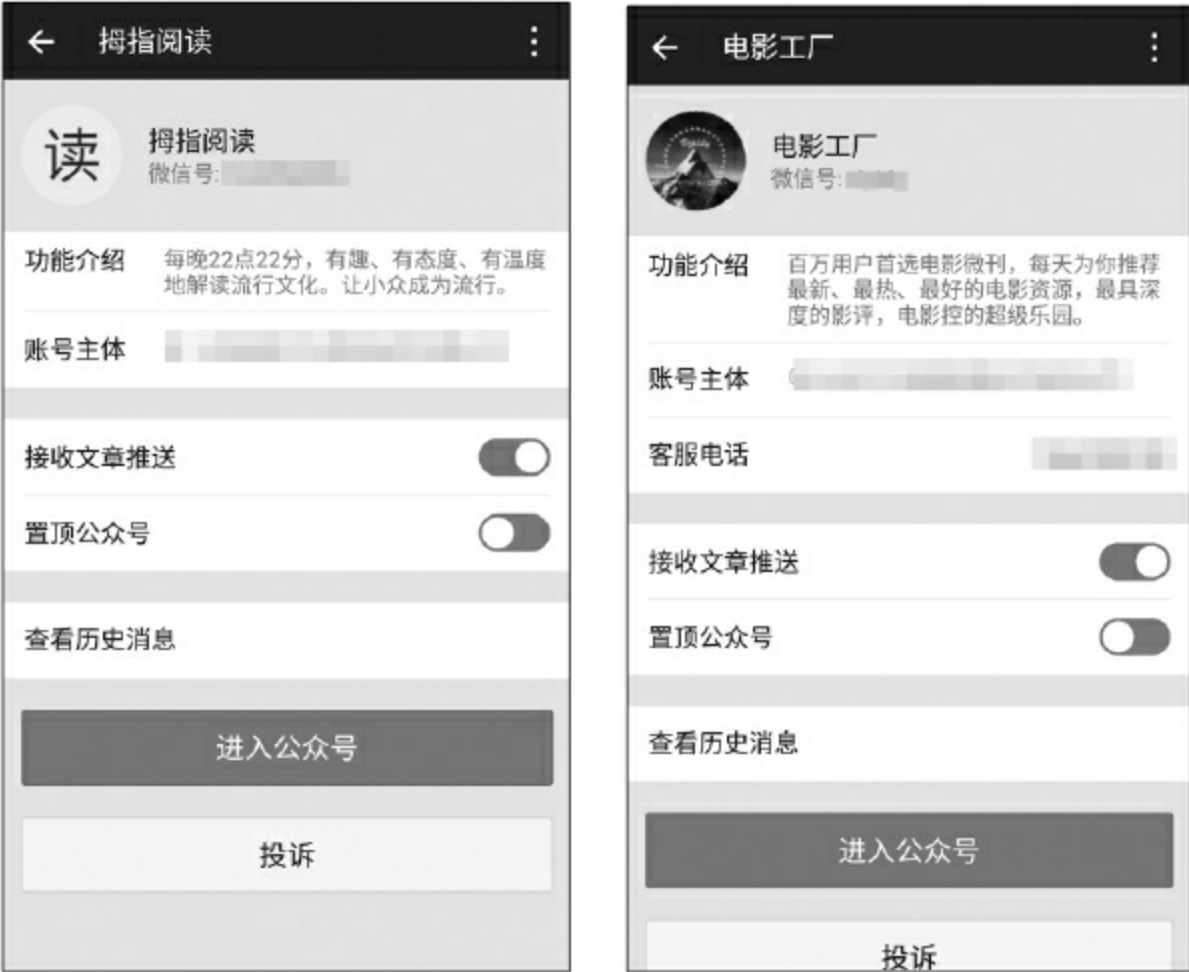 拇指阅读
读
拇指阅读
微信号:
功能介绍
每晚22点22分，有趣、有态度、有温度
地解读流行文化。让小众成为流行。
账号主体
接收文章推送
置顶公众号
查看历史消息
进入公众号
投诉
电影工厂
电影工厂
微信号:
功能介绍
百万用户首选电影微刊，每天为你推荐
最新、最热、最好的电影资源，最具深
度的影评，电影控的超级乐园。
账号主体
客服电话
接收文章推送
置顶公众号
查看历史消息
进入公众号
投诉